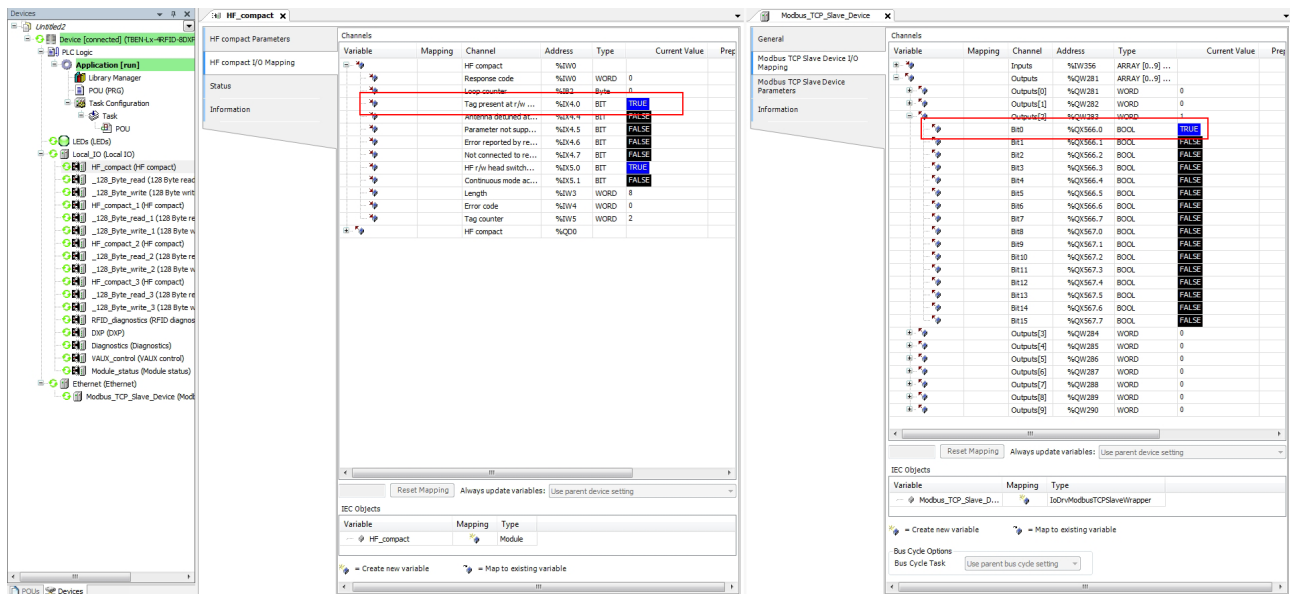 Devices
Untitled2
Device [connected] (TBEN-Lx-4RFID-8DXP
PLC Logic
Application [run]
Library Manager
POU (PRG)
Task Configuration
Task
POU
LEDs (LEDs)
Local_IO (Local IO)
HF_compact (HF compact)
_128_Byte_read (128 Byte read
_128_Byte_write (128 Byte writ
HF_compact_1 (HF compact)
_128_Byte_read_1 (128 Byte re
_128_Byte_write_1 (128 Byte w
HF_compact_2 (HF compact)
_128_Byte_read_2 (128 Byte re
_128_Byte_write_2 (128 Byte w
HF_compact_3 (HF compact)
_128_Byte_read_3 (128 Byte re
_128_Byte_write_3 (128 Byte w
RFID_diagnostics (RFID diagnos
DXP (DXP)
Diagnostics (Diagnostics)
VAUX_control (VAUX control)
Module_status (Module status)
Ethernet (Ethernet)
Modbus_TCP_Slave_Device (Modl
POUs Devices
HF_compact
HF compact Parameters
HF compact I/O Mapping
Status
Information
Channels
Variable Mapping Channel Address Type Current Value Prep
HF compact %IW0
Response code %IW0 WORD 0
Loop counter %IB2 Byte 0
Tag present at r/w ... %IX4.0 BIT TRUE
Antenna detuned at... %IX4.4 BIT FALSE
Parameter not supp... %IX4.5 BIT FALSE
Error reported by re... %IX4.6 BIT FALSE
Not connected to re... %IX4.7 BIT FALSE
HF r/w head switch... %IX5.0 BIT TRUE
Continuous mode ac... %IX5.1 BIT FALSE
Length %IW3 WORD 8
Error code %IW4 WORD 0
Tag counter %IW5 WORD 2
HF compact %QD0
Reset Mapping Always update variables: Use parent device setting
IEC Objects
Variable Mapping Type
HF_compact Module
= Create new variable = Map to existing variable
Modbus_TCP_Slave_Device
General
Modbus TCP Slave Device I/O
Mapping
Modbus TCP Slave Device
Parameters
Information
Channels
Variable Mapping Channel Address Type Current Value Prep
Inputs %IW356 ARRAY [0..9] ...
Outputs %QW281 ARRAY [0..9] ...
Outputs[0] %QW281 WORD 0
Outputs[1] %QW282 WORD 0
Outputs[2] %QW283 WORD 1
Bit0 %QX566.0 BOOL TRUE
Bit1 %QX566.1 BOOL FALSE
Bit2 %QX566.2 BOOL FALSE
Bit3 %QX566.3 BOOL FALSE
Bit4 %QX566.4 BOOL FALSE
Bit5 %QX566.5 BOOL FALSE
Bit6 %QX566.6 BOOL FALSE
Bit7 %QX566.7 BOOL FALSE
Bit8 %QX567.0 BOOL FALSE
Bit9 %QX567.1 BOOL FALSE
Bit10 %QX567.2 BOOL FALSE
Bit11 %QX567.3 BOOL FALSE
Bit12 %QX567.4 BOOL FALSE
Bit13 %QX567.5 BOOL FALSE
Bit14 %QX567.6 BOOL FALSE
Bit15 %QX567.7 BOOL FALSE
Outputs[3] %QW284 WORD 0
Outputs[4] %QW285 WORD 0
Outputs[5] %QW286 WORD 0
Outputs[6] %QW287 WORD 0
Outputs[7] %QW288 WORD 0
Outputs[8] %QW289 WORD 0
Outputs[9] %QW290 WORD 0
Reset Mapping Always update variables: Use parent device setting
IEC Objects
Variable Mapping Type
Modbus_TCP_Slave_D... IoDrvModbusTCPSlaveWrapper
= Create new variable = Map to existing variable
Bus Cycle Options
Bus Cycle Task Use parent bus cycle setting